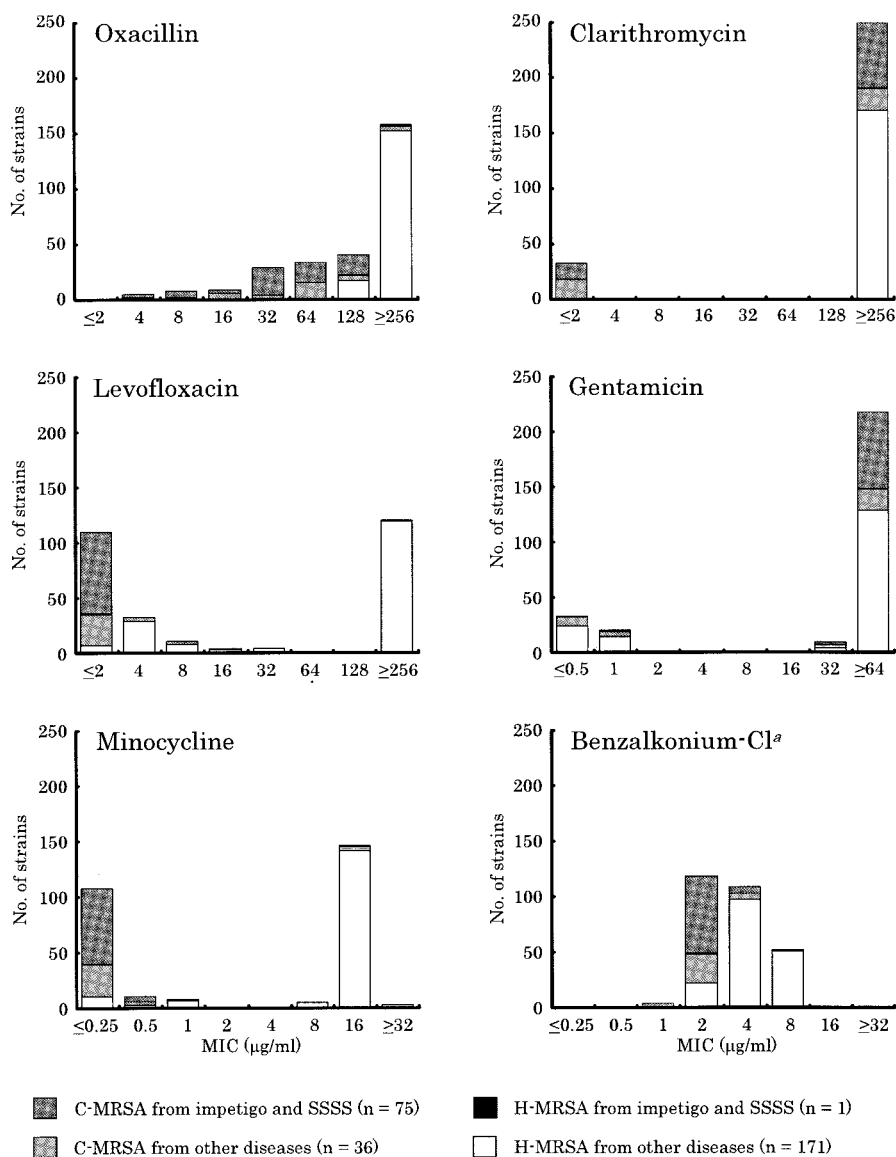 Oxacillin
250
200
150
100
50
0
No. of strains
≤2 4 8 16 32 64 128 ≥256
Clarithromycin
250
200
150
100
50
0
No. of strains
≤2 4 8 16 32 64 128 ≥256
Levofloxacin
250
200
150
100
50
0
No. of strains
≤2 4 8 16 32 64 128 ≥256
Gentamicin
250
200
150
100
50
0
No. of strains
≤0.5 1 2 4 8 16 32 ≥64
Minocycline
250
200
150
100
50
0
No. of strains
≤0.25 0.5 1 2 4 8 16 ≥32
MIC (μg/ml)
Benzalkonium-Clᵃ
250
200
150
100
50
0
No. of strains
≤0.25 0.5 1 2 4 8 16 ≥32
MIC (μg/ml)
C-MRSA from impetigo and SSSS (n = 75)
H-MRSA from impetigo and SSSS (n = 1)
C-MRSA from other diseases (n = 36)
H-MRSA from other diseases (n = 171)